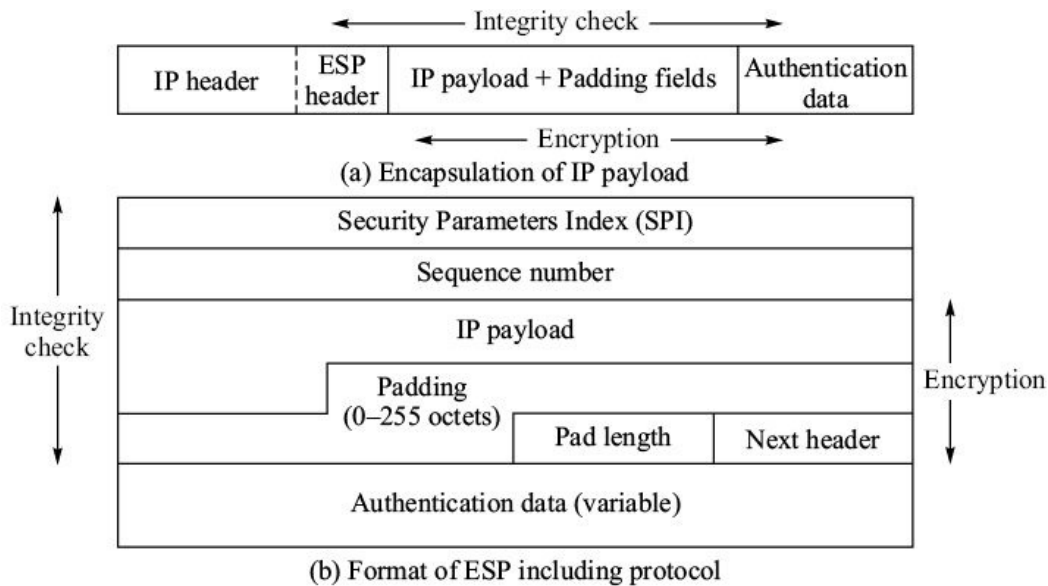 Integrity check
IP header
ESP
header
IP payload + Padding fields
Authentication
data
Encryption
(a) Encapsulation of IP payload
Security Parameters Index (SPI)
Sequence number
Integrity
check
IP payload
Encryption
Padding
(0–255 octets)
Pad length
Next header
Authentication data (variable)
(b) Format of ESP including protocol